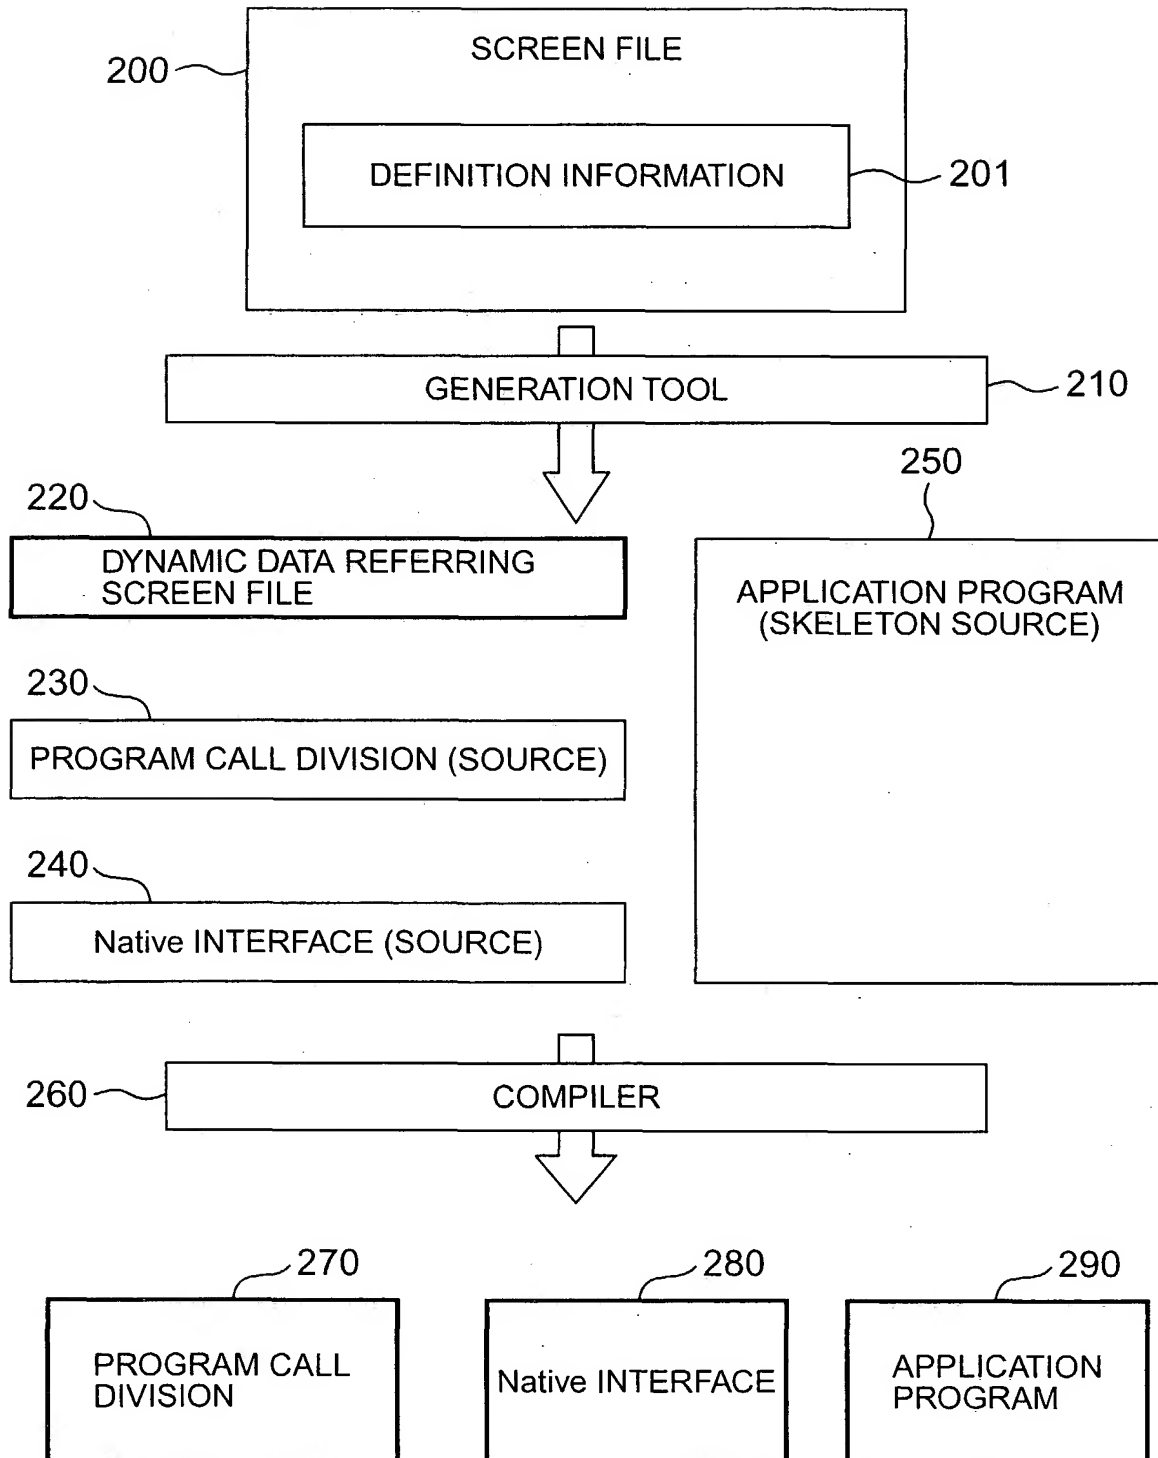 SCREEN FILE
200
DEFINITION INFORMATION
201
GENERATION TOOL
210
250
220
DYNAMIC DATA REFERRING
SCREEN FILE
APPLICATION PROGRAM
(SKELETON SOURCE)
230
PROGRAM CALL DIVISION (SOURCE)
240
Native INTERFACE (SOURCE)
260
COMPILER
270
280
290
PROGRAM CALL
DIVISION
Native INTERFACE
APPLICATION
PROGRAM